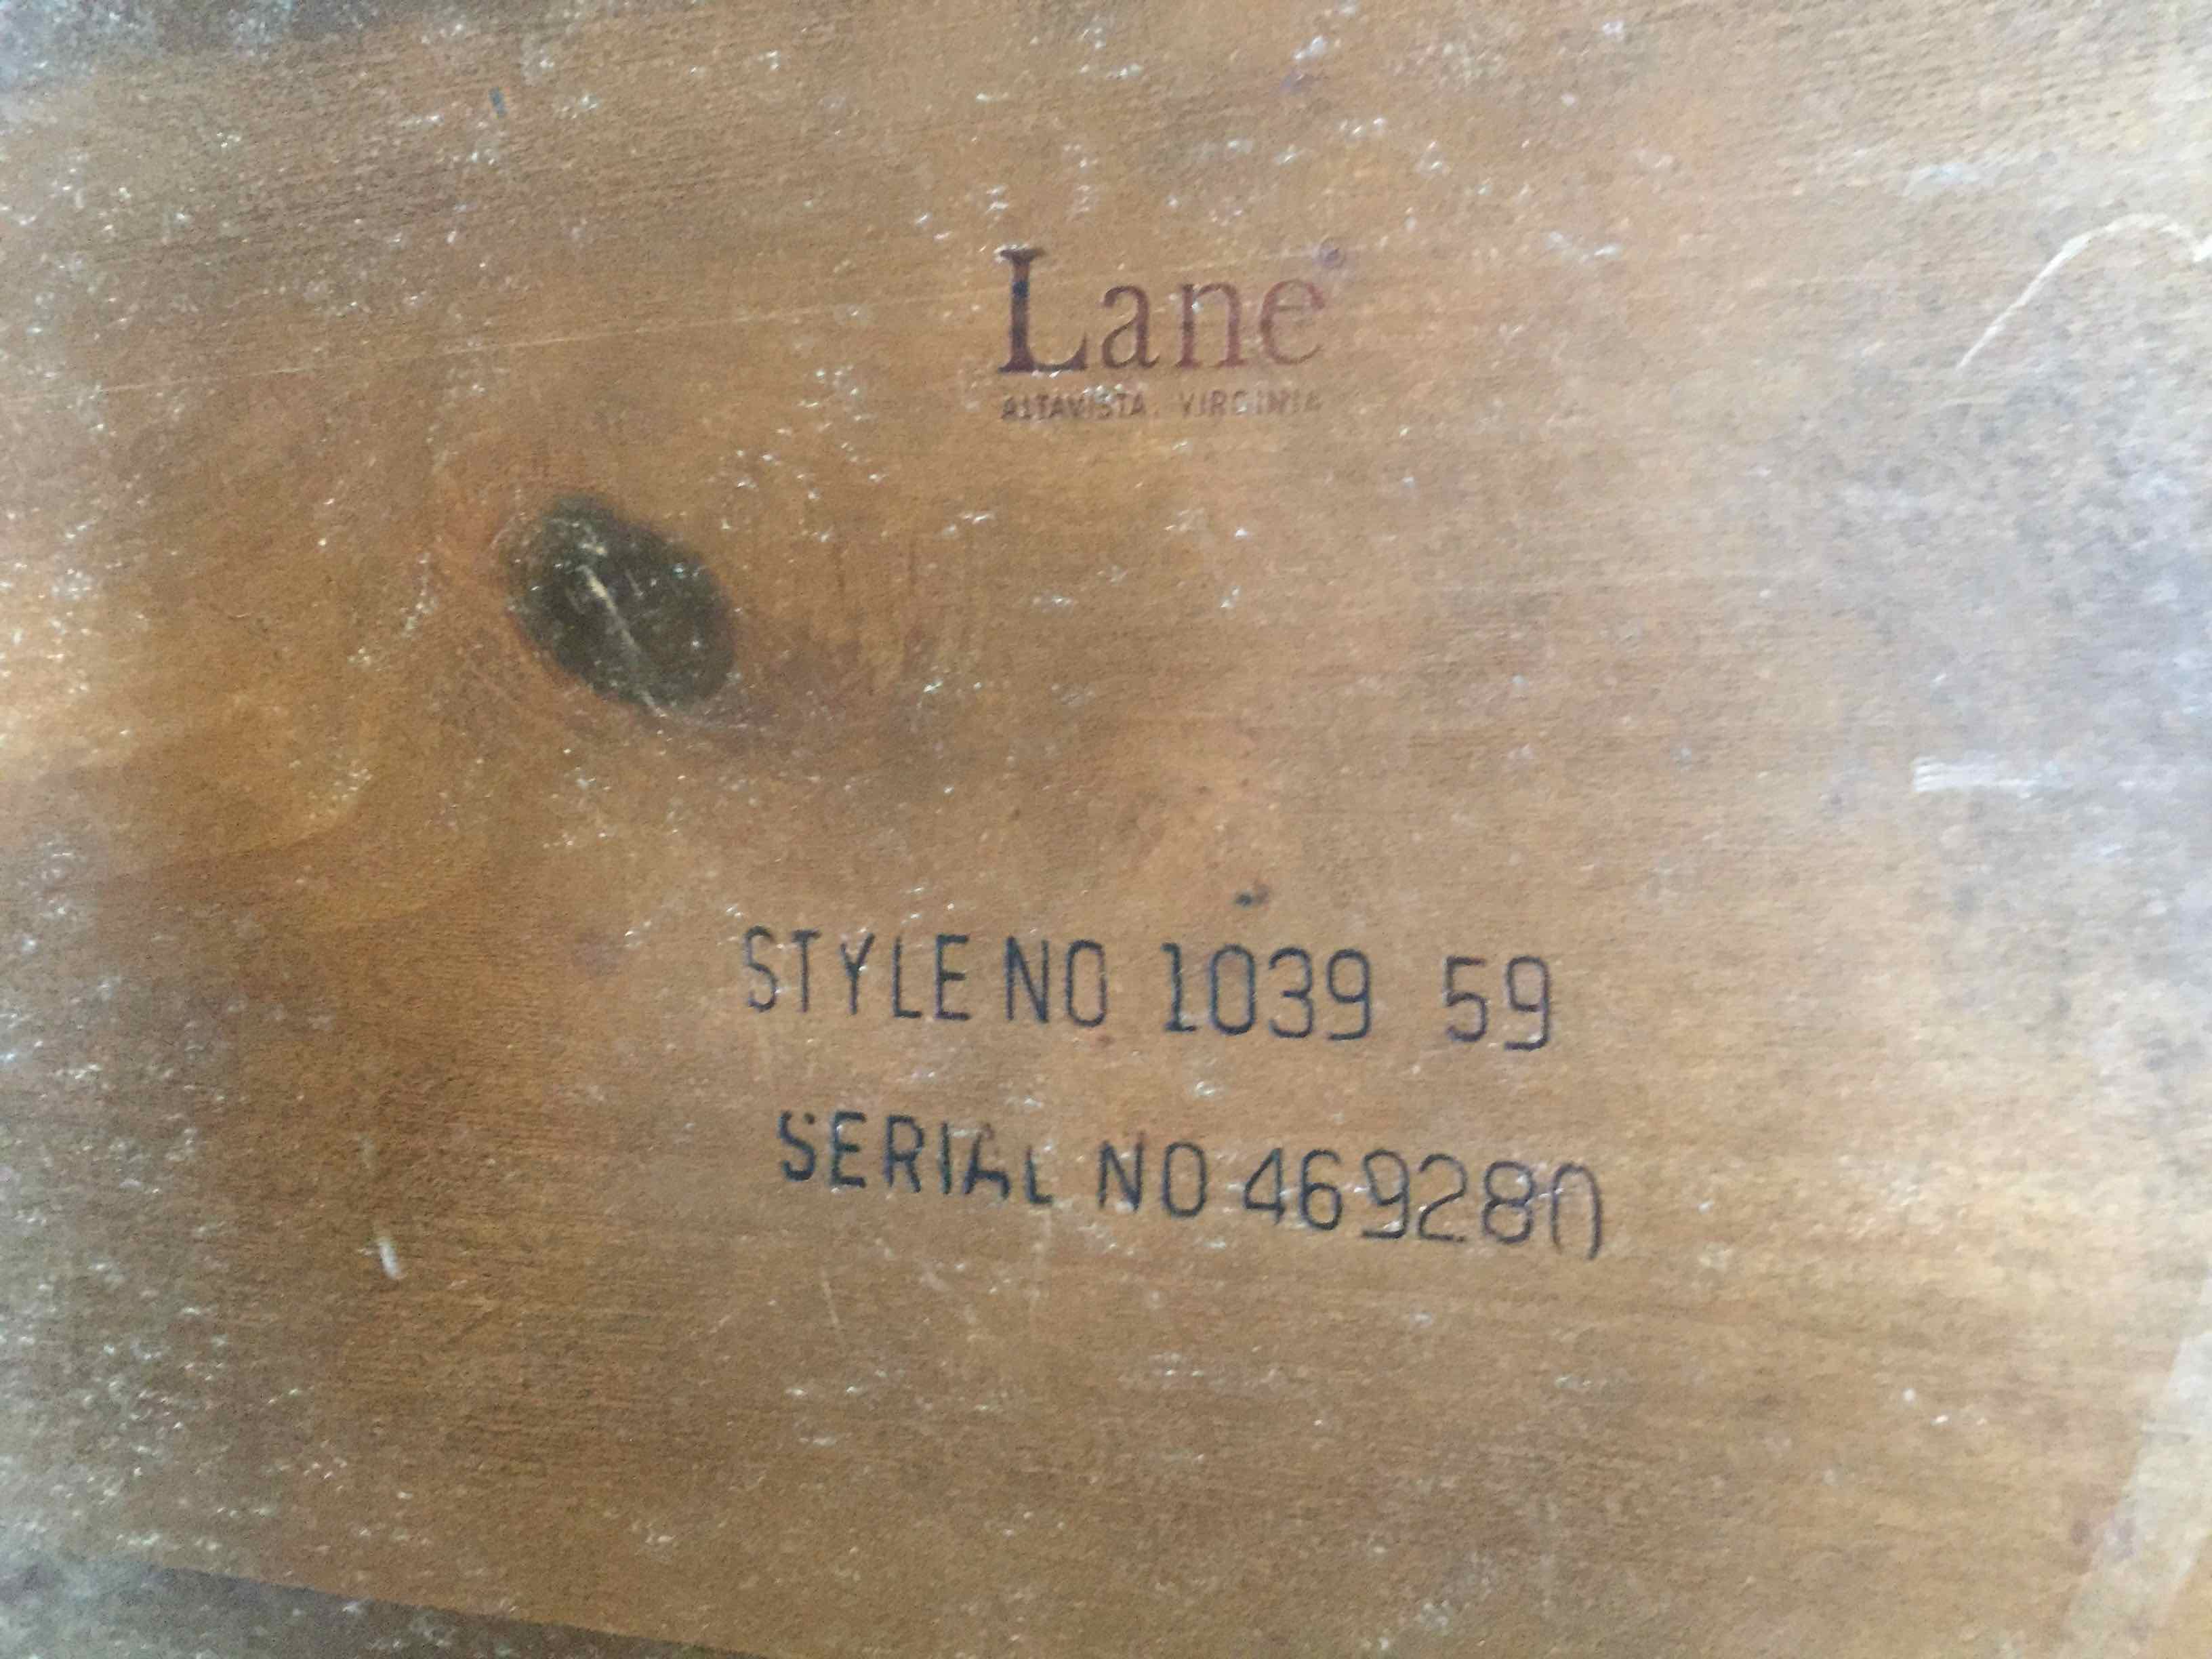 Lane®
ALTAVISTA, VIRGINIA
STYLE NO 1039 59
SERIAL NO 469280